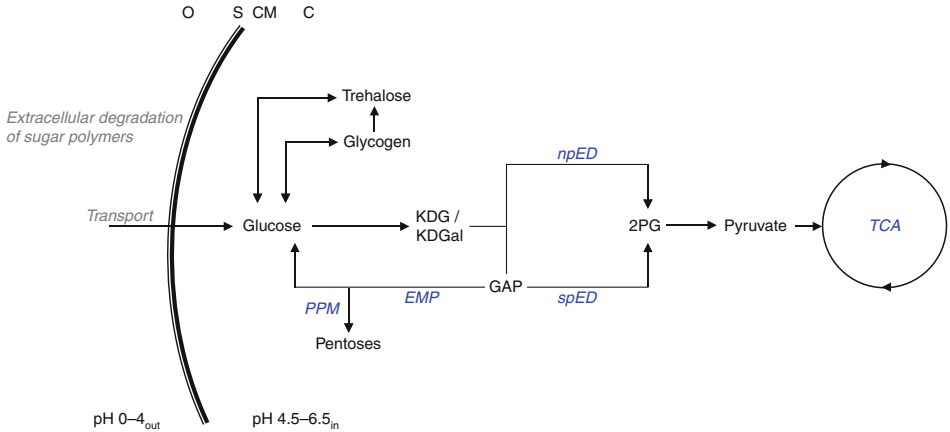 O S CM C
Extracellular degradation
of sugar polymers
Trehalose
Glycogen
npED
Transport
Glucose
KDG /
KDGal
2PG
Pyruvate
TCA
GAP
PPM
EMP
spED
Pentoses
pH 0–4out
pH 4.5–6.5in